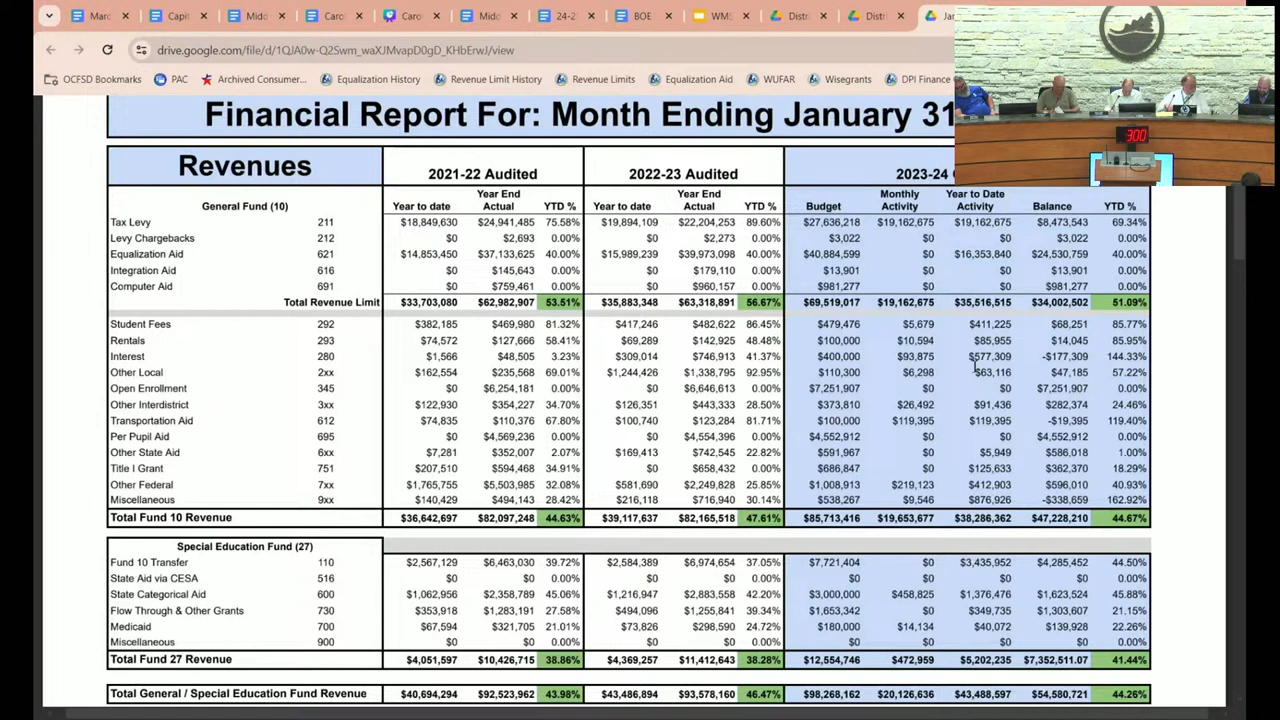 Marc
Capit
Mido
Carol
Caro
Mido
24-2
BOE
WMS
Distri
Distri
Ja
drive.google.com/file/d/1QJA0w-Q2Swm_waXJMvapD0gD_KHbErwJ/view
OCFSD Bookmarks PAC Archived Consumer... Equalization History Revenue Limit History Revenue Limits Equalization Aid WUFAR Wisegrants DPI Finance
300
Financial Report For: Month Ending January 31
Revenues 2021-22 Audited 2022-23 Audited 2023-24
General Fund (10) Year to date Year End Actual YTD % Year to date Year End Actual YTD % Budget Monthly Activity Year to Date Activity Balance YTD %
Tax Levy 211 $18,849,630 $24,941,485 75.58% $19,894,109 $22,204,253 89.60% $27,636,218 $19,162,675 $19,162,675 $8,473,543 69.34%
Levy Chargebacks 212 $0 $2,693 0.00% $0 $2,273 0.00% $3,022 $0 $0 $3,022 0.00%
Equalization Aid 621 $14,853,450 $37,133,625 40.00% $15,989,239 $39,973,098 40.00% $40,884,599 $0 $16,353,840 $24,530,759 40.00%
Integration Aid 616 $0 $145,643 0.00% $0 $179,110 0.00% $13,901 $0 $0 $13,901 0.00%
Computer Aid 691 $0 $759,461 0.00% $0 $960,157 0.00% $981,277 $0 $0 $981,277 0.00%
Total Revenue Limit $33,703,080 $62,982,907 53.51% $35,883,348 $63,318,891 56.67% $69,519,017 $19,162,675 $35,516,515 $34,002,502 51.09%
Student Fees 292 $382,185 $469,980 81.32% $417,246 $482,622 86.45% $479,476 $5,679 $411,225 $68,251 85.77%
Rentals 293 $74,572 $127,666 58.41% $69,289 $142,925 48.48% $100,000 $10,594 $85,955 $14,045 85.95%
Interest 280 $1,566 $48,505 3.23% $309,014 $746,913 41.37% $400,000 $93,875 $577,309 -$177,309 144.33%
Other Local 2xx $162,554 $235,568 69.01% $1,244,426 $1,338,795 92.95% $110,300 $6,298 $63,116 $47,185 57.22%
Open Enrollment 345 $0 $6,254,181 0.00% $0 $6,646,613 0.00% $7,251,907 $0 $0 $7,251,907 0.00%
Other Interdistrict 3xx $122,930 $354,227 34.70% $126,351 $443,333 28.50% $373,810 $26,492 $91,436 $282,374 24.46%
Transportation Aid 612 $74,835 $110,376 67.80% $100,740 $123,284 81.71% $100,000 $119,395 $119,395 -$19,395 119.40%
Per Pupil Aid 695 $0 $4,569,236 0.00% $0 $4,554,396 0.00% $4,552,912 $0 $0 $4,552,912 0.00%
Other State Aid 6xx $7,281 $352,007 2.07% $169,413 $742,545 22.82% $591,967 $0 $5,949 $586,018 1.00%
Title I Grant 751 $207,510 $594,468 34.91% $0 $658,432 0.00% $686,847 $0 $125,633 $362,370 18.29%
Other Federal 7xx $1,765,755 $5,503,985 32.08% $581,690 $2,249,828 25.85% $1,008,913 $219,123 $412,903 $596,010 40.93%
Miscellaneous 9xx $140,429 $494,143 28.42% $216,118 $716,940 30.14% $538,267 $9,546 $876,926 -$338,659 162.92%
Total Fund 10 Revenue $36,642,697 $82,097,248 44.63% $39,117,637 $82,165,518 47.61% $85,713,416 $19,653,677 $38,286,362 $47,228,210 44.67%
Special Education Fund (27)
Fund 10 Transfer 110 $2,567,129 $6,463,030 39.72% $2,584,389 $6,974,654 37.05% $7,721,404 $0 $3,435,952 $4,285,452 44.50%
State Aid via CESA 516 $0 $0 0.00% $0 $0 0.00% $0 $0 $0 $0 0.00%
State Categorical Aid 600 $1,062,956 $2,358,789 45.06% $1,216,947 $2,883,558 42.20% $3,000,000 $458,825 $1,376,476 $1,623,524 45.88%
Flow Through & Other Grants 730 $353,918 $1,283,191 27.58% $494,096 $1,255,841 39.34% $1,653,342 $0 $349,735 $1,303,607 21.15%
Medicaid 700 $67,594 $321,705 21.01% $73,826 $298,590 24.72% $180,000 $14,134 $40,072 $139,928 22.26%
Miscellaneous 900 $0 $0 0.00% $0 $0 0.00% $0 $0 $0 $0 0.00%
Total Fund 27 Revenue $4,051,597 $10,426,715 38.86% $4,369,257 $11,412,643 38.28% $12,554,746 $472,959 $5,202,235 $7,352,511.07 41.44%
Total General / Special Education Fund Revenue $40,694,294 $92,523,962 43.98% $43,486,894 $93,578,160 46.47% $98,268,162 $20,126,636 $43,488,597 $54,580,721 44.26%